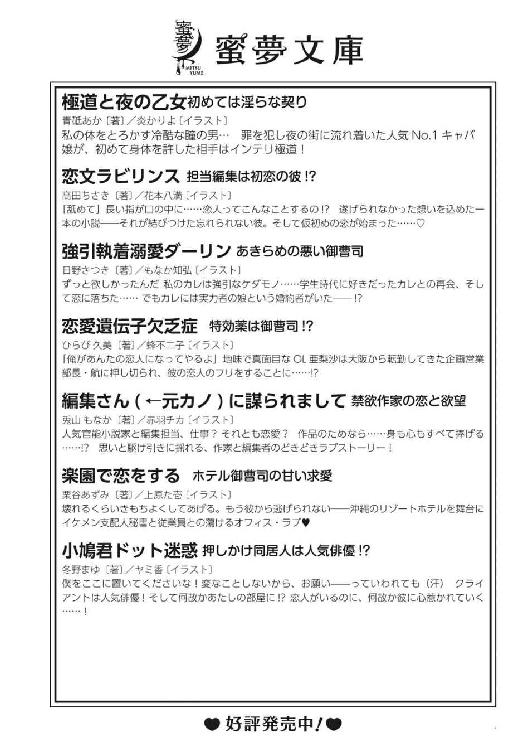 蜜夢
MITSU
YUME
蜜夢文庫
極道と夜の乙女 初めては淫らな契り
青砥あか〔著〕／炎かりよ〔イラスト〕
私の体をとろかす冷酷な瞳の男…　罪を犯し夜の街に流れ着いた人気 No.1 キャバ
嬢が、初めて身体を許した相手はインテリ極道！
恋文ラビリンス 担当編集は初恋の彼!?
高田ちさき〔著〕／花本八満〔イラスト〕
「舐めて」長い指が口の中に……恋人ってこんなことするの!?　遂げられなかった想いを込めた一
本の小説――それが結びつけた忘れられない彼。そして仮初めの恋が始まった……♡
強引執着溺愛ダーリン あきらめの悪い御曹司
日野さつき〔著〕／もなか知弘〔イラスト〕
ずっと欲しかったんだ 私のカレは強引なケダモノ……学生時代に好きだったカレとの再会、そし
て恋に落ちた…… でもカレには実力者の娘という婚約者がいた――!?
恋愛遺伝子欠乏症　特効薬は御曹司!?
ひらび久美〔著〕／蜂不二子〔イラスト〕
「俺があんたの恋人になってやるよ」地味で真面目な OL 亜梨沙は大阪から転勤してきた企画営業
部長・航に押し切られ、彼の恋人のフリをすることに……!?
編集さん（←元カノ）に謀られまして 禁欲作家の恋と欲望
兎山もなか〔著〕／赤羽チカ〔イラスト〕
人気官能小説家と編集担当、仕事？ それとも恋愛？　作品のためなら……身も心もすべて捧げる
……!?　思いと駆け引きに揺れる、作家と編集者のどきどきラブストーリー！
楽園で恋をする　ホテル御曹司の甘い求愛
栗谷あずみ〔著〕／上原た壱〔イラスト〕
壊れるくらいきもちよくしてあげる。もう彼から逃げられない――沖縄のリゾートホテルを舞台に
イケメン支配人秘書と従業員との蕩けるオフィス・ラブ♥
小鳩君ドット迷惑 押しかけ同居人は人気俳優!?
冬野まゆ〔著〕／ヤミ香〔イラスト〕
僕をここに置いてくださいな！変なことしないから、お願い――っていわれても（汗）　クライ
アントは人気俳優！そして何故かあたしの部屋に!? 恋人がいるのに、何故か彼に心惹かれていく
……！
♥ 好評発売中！♥